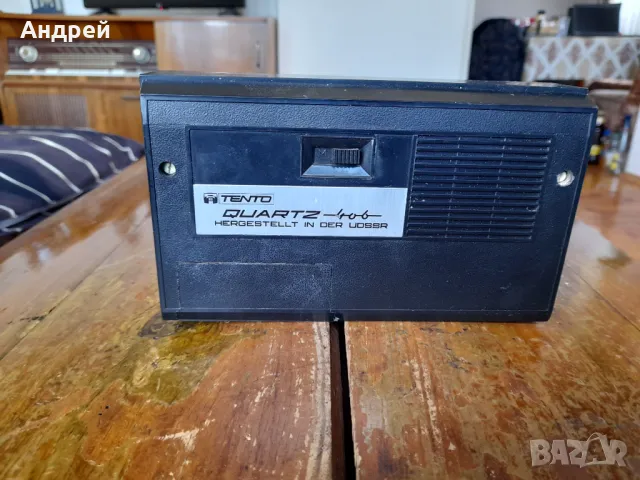 Андрей
TENTO
QUARTZ 406
HERGESTELLT IN DER UDSSR
BAZAR